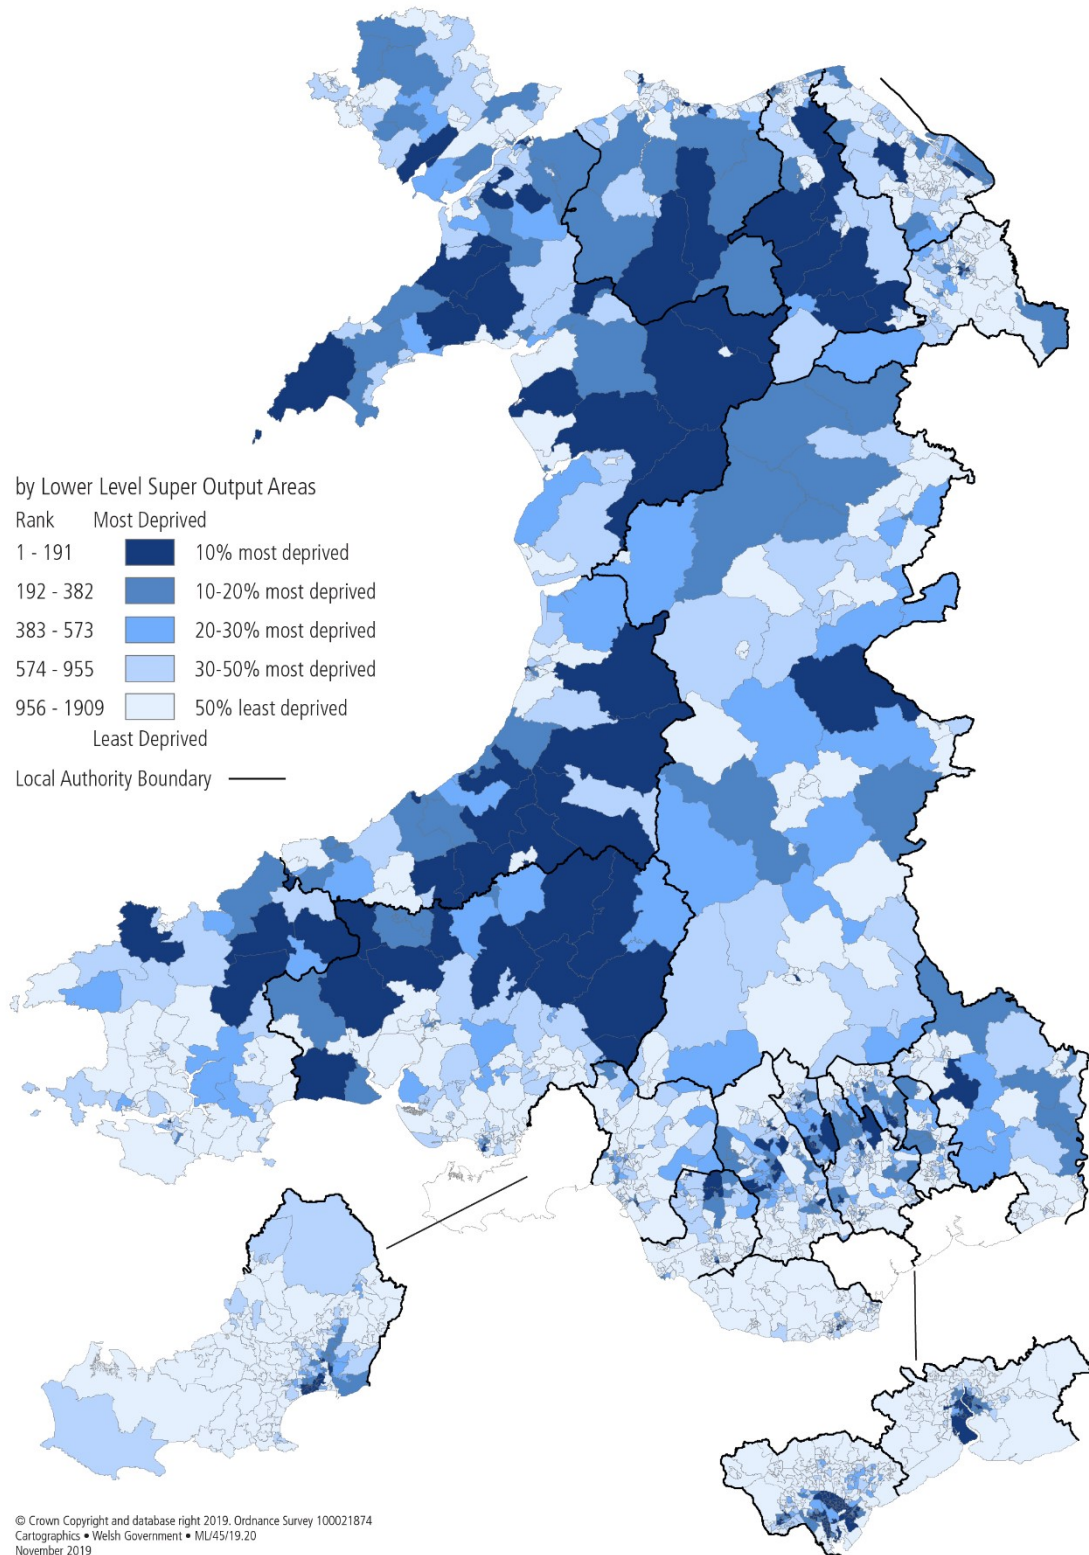 by Lower Level Super Output Areas
Rank Most Deprived
1 - 191 10% most deprived
192 - 382 10-20% most deprived
383 - 573 20-30% most deprived
574 - 955 30-50% most deprived
956 - 1909 50% least deprived
Least Deprived
Local Authority Boundary
© Crown Copyright and database right 2019. Ordnance Survey 100021874
Cartographics • Welsh Government • ML/45/19.20
November 2019